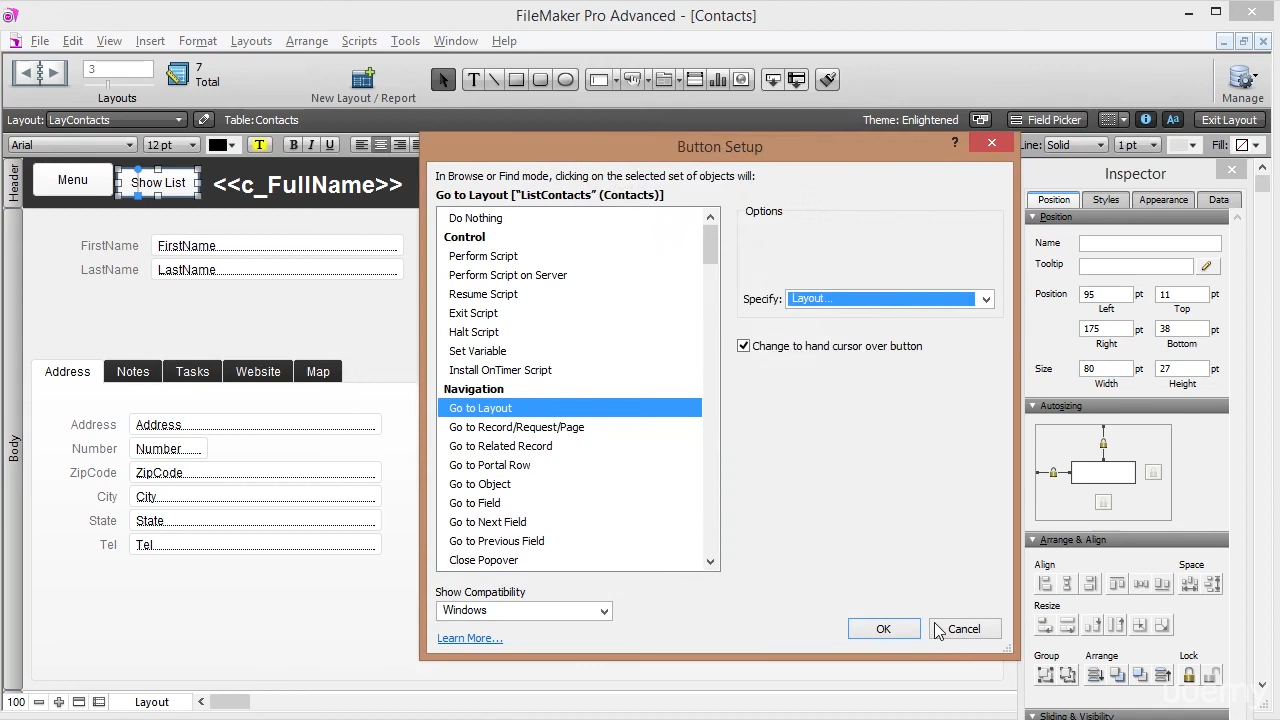 FileMaker Pro Advanced - [Contacts]
File Edit View Insert Format Layouts Arrange Scripts Tools Window Help
3
7
Total
Layouts
New Layout / Report
Manage
Layout: LayContacts Table: Contacts Theme: Enlightened Field Picker Aa Exit Layout
Arial 12 pt T B I U Line: Solid 1 pt Fill:
Header
Menu
Show List
<<c_FullName>>
FirstName FirstName
LastName LastName
Address Notes Tasks Website Map
Body
Address Address
Number Number
ZipCode ZipCode
City City
State State
Tel Tel
100 Layout
Button Setup
In Browse or Find mode, clicking on the selected set of objects will:
Go to Layout ["ListContacts" (Contacts)]
Do Nothing
Control
Perform Script
Perform Script on Server
Resume Script
Exit Script
Halt Script
Set Variable
Install OnTimer Script
Navigation
Go to Layout
Go to Record/Request/Page
Go to Related Record
Go to Portal Row
Go to Object
Go to Field
Go to Next Field
Go to Previous Field
Close Popover
Options
Specify: Layout...
Change to hand cursor over button
Show Compatibility
Windows
Learn More...
OK
Cancel
Inspector
Position Styles Appearance Data
Position
Name
Tooltip
Position 95 pt 11 pt
Left Top
175 pt 38 pt
Right Bottom
Size 80 pt 27 pt
Width Height
Autosizing
Arrange & Align
Align Space
Resize
Group Arrange Lock
Sliding & Visibility
udemy